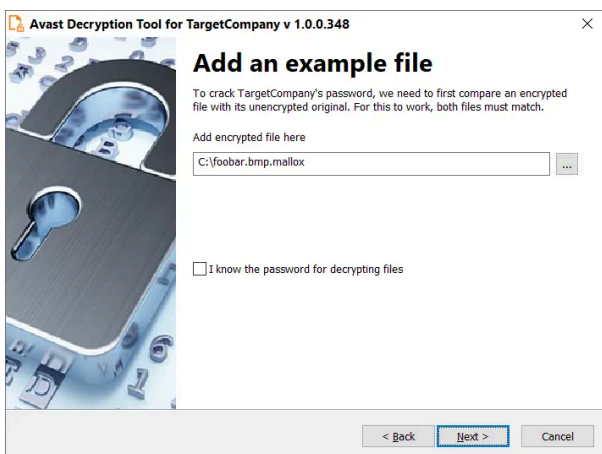 Avast Decryption Tool for TargetCompany v 1.0.0.348
Add an example file
To crack TargetCompany's password, we need to first compare an encrypted
file with its unencrypted original. For this to work, both files must match.
Add encrypted file here
C:\foobar.bmp.mallox
...
I know the password for decrypting files
< Back
Next >
Cancel